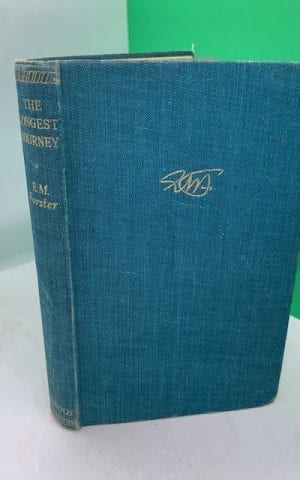 THE
LONGEST
JOURNEY
E.M.
Forster